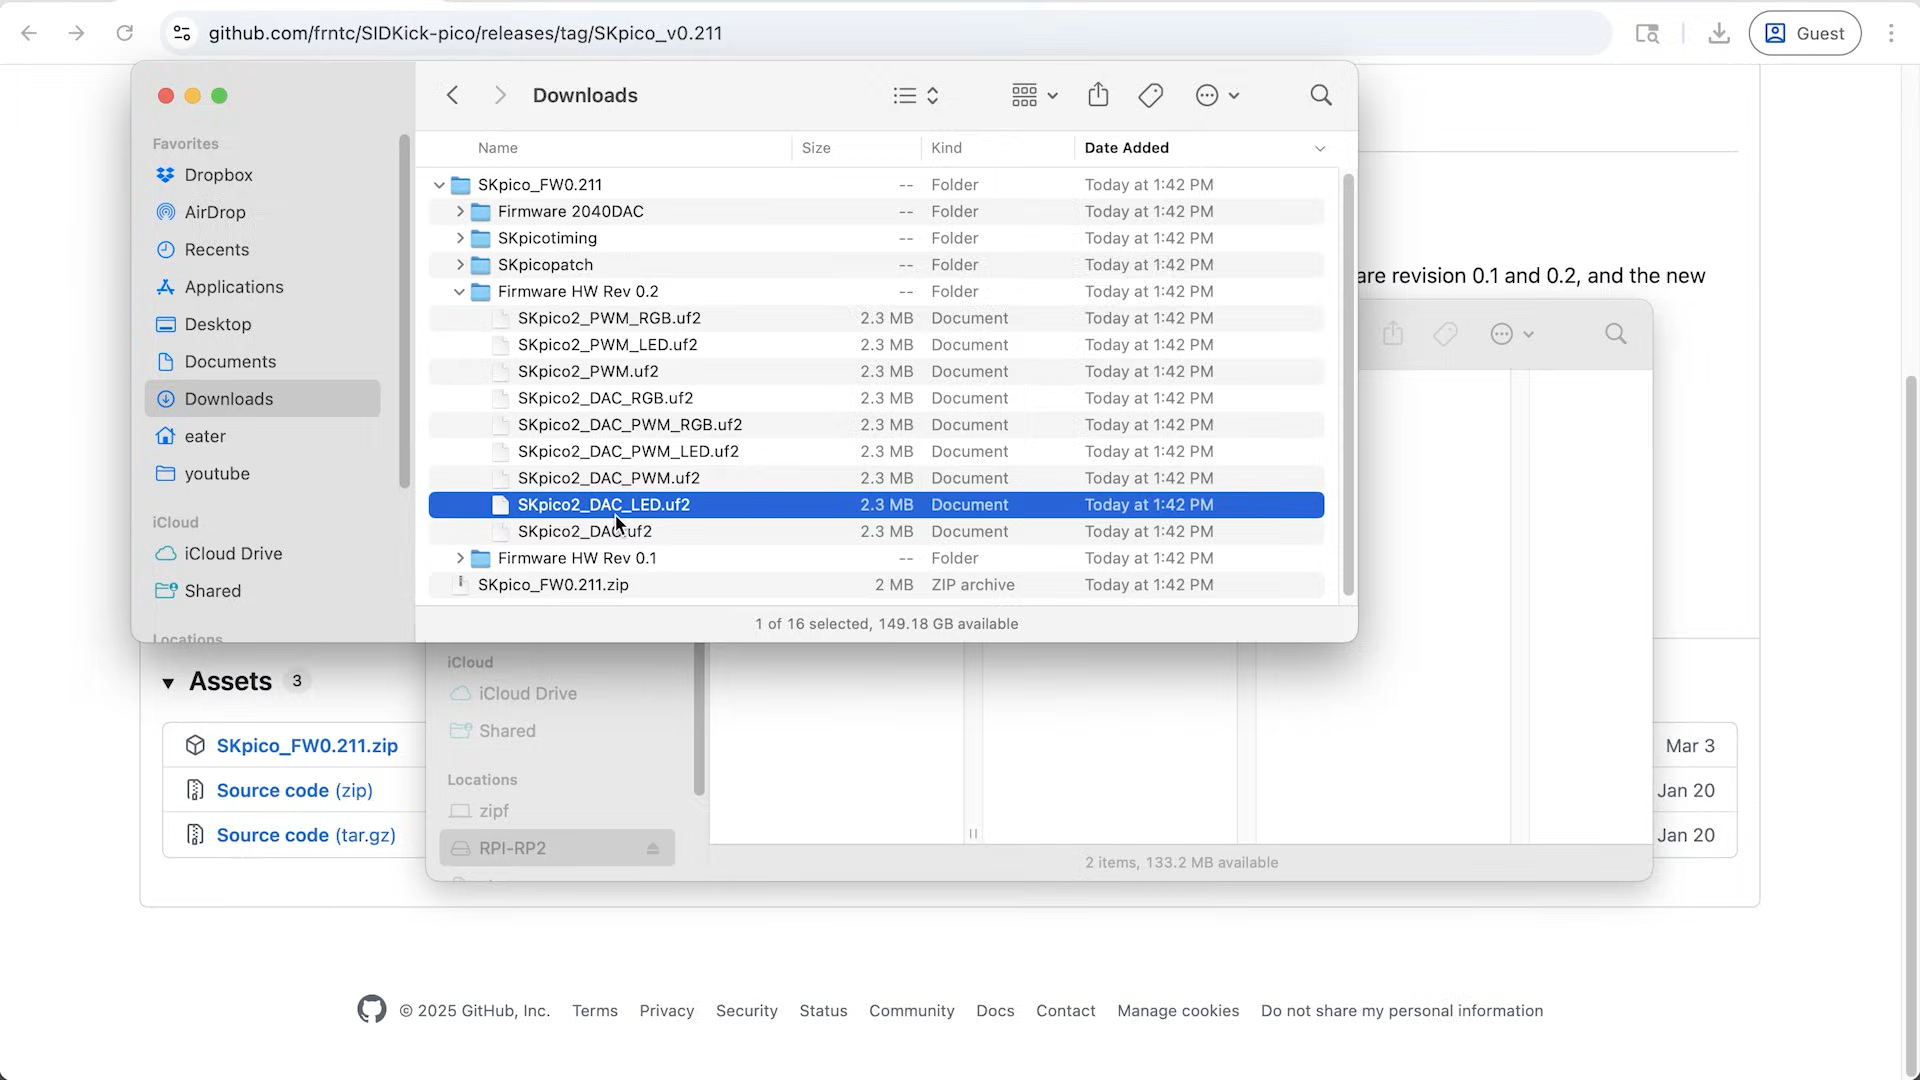 github.com/frntc/SIDKick-pico/releases/tag/SKpico_v0.211
Guest
Downloads
Favorites
Dropbox
AirDrop
Recents
Applications
Desktop
Documents
Downloads
eater
youtube
iCloud
iCloud Drive
Shared
Locations
Name Size Kind Date Added
SKpico_FW0.211 -- Folder Today at 1:42 PM
Firmware 2040DAC -- Folder Today at 1:42 PM
SKpicotiming -- Folder Today at 1:42 PM
SKpicopatch -- Folder Today at 1:42 PM
Firmware HW Rev 0.2 -- Folder Today at 1:42 PM
SKpico2_PWM_RGB.uf2 2.3 MB Document Today at 1:42 PM
SKpico2_PWM_LED.uf2 2.3 MB Document Today at 1:42 PM
SKpico2_PWM.uf2 2.3 MB Document Today at 1:42 PM
SKpico2_DAC_RGB.uf2 2.3 MB Document Today at 1:42 PM
SKpico2_DAC_PWM_RGB.uf2 2.3 MB Document Today at 1:42 PM
SKpico2_DAC_PWM_LED.uf2 2.3 MB Document Today at 1:42 PM
SKpico2_DAC_PWM.uf2 2.3 MB Document Today at 1:42 PM
SKpico2_DAC_LED.uf2 2.3 MB Document Today at 1:42 PM
SKpico2_DAC.uf2 2.3 MB Document Today at 1:42 PM
Firmware HW Rev 0.1 -- Folder Today at 1:42 PM
SKpico_FW0.211.zip 2 MB ZIP archive Today at 1:42 PM
1 of 16 selected, 149.18 GB available
are revision 0.1 and 0.2, and the new
iCloud
iCloud Drive
Shared
Locations
zipf
RPI-RP2
2 items, 133.2 MB available
Assets 3
SKpico_FW0.211.zip Mar 3
Source code (zip) Jan 20
Source code (tar.gz) Jan 20
© 2025 GitHub, Inc. Terms Privacy Security Status Community Docs Contact Manage cookies Do not share my personal information